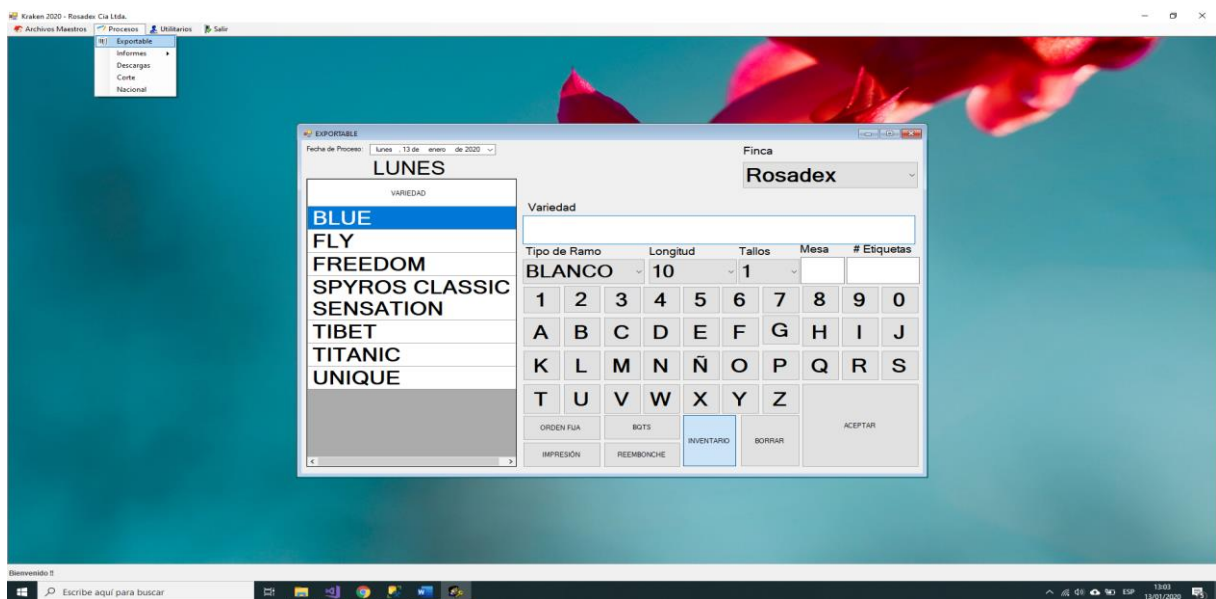 Kraken 2020 - Rosadex Cia Ltda.
Archivos Maestros Procesos Utilitarios Salir
Exportable
Informes
Descargas
Corte
Nacional
EXPORTABLE
Fecha de Proceso: lunes , 13 de enero de 2020
LUNES
Finca
Rosadex
VARIEDAD
BLUE
FLY
FREEDOM
SPYROS CLASSIC
SENSATION
TIBET
TITANIC
UNIQUE
Variedad
Tipo de Ramo Longitud Tallos Mesa # Etiquetas
BLANCO 10 1
1 2 3 4 5 6 7 8 9 0
A B C D E F G H I J
K L M N Ñ O P Q R S
T U V W X Y Z
ORDEN FIJA BQTS INVENTARIO BORRAR ACEPTAR
IMPRESIÓN REEMBONCHE
Bienvenido !!
Escribe aquí para buscar
ESP
13:03
13/01/2020